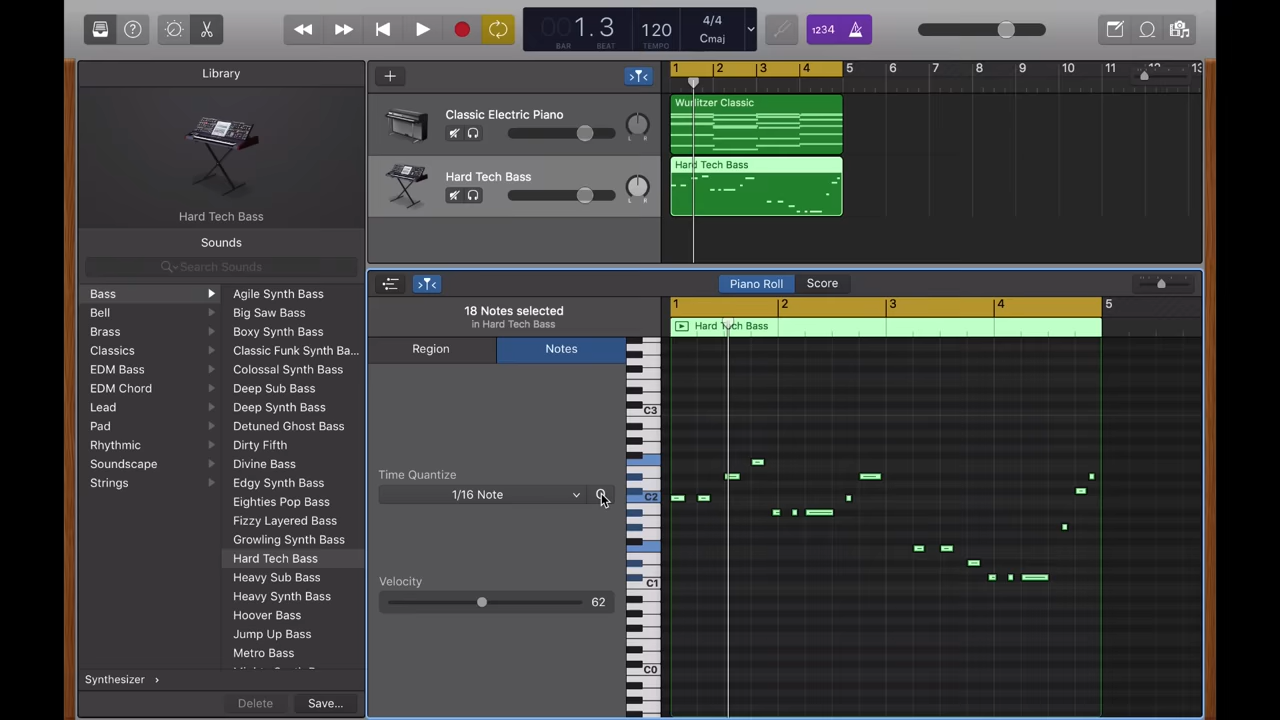 001.3
BAR
BEAT
120
TEMPO
4/4
Cmaj
1234
Library
Hard Tech Bass
Sounds
Search Sounds
Bass
Bell
Brass
Classics
EDM Bass
EDM Chord
Lead
Pad
Rhythmic
Soundscape
Strings
Agile Synth Bass
Big Saw Bass
Boxy Synth Bass
Classic Funk Synth Ba...
Colossal Synth Bass
Deep Sub Bass
Deep Synth Bass
Detuned Ghost Bass
Dirty Fifth
Divine Bass
Edgy Synth Bass
Eighties Pop Bass
Fizzy Layered Bass
Growling Synth Bass
Hard Tech Bass
Heavy Sub Bass
Heavy Synth Bass
Hoover Bass
Jump Up Bass
Metro Bass
Synthesizer
Delete
Save...
1 2 3 4 5 6 7 8 9 10 11 12 13
Classic Electric Piano
L R
Wurlitzer Classic
Hard Tech Bass
L R
Hard Tech Bass
Piano Roll
Score
18 Notes selected
in Hard Tech Bass
Region
Notes
Time Quantize
1/16 Note
Q
Velocity
62
1 2 3 4 5
Hard Tech Bass
C3
C2
C1
C0